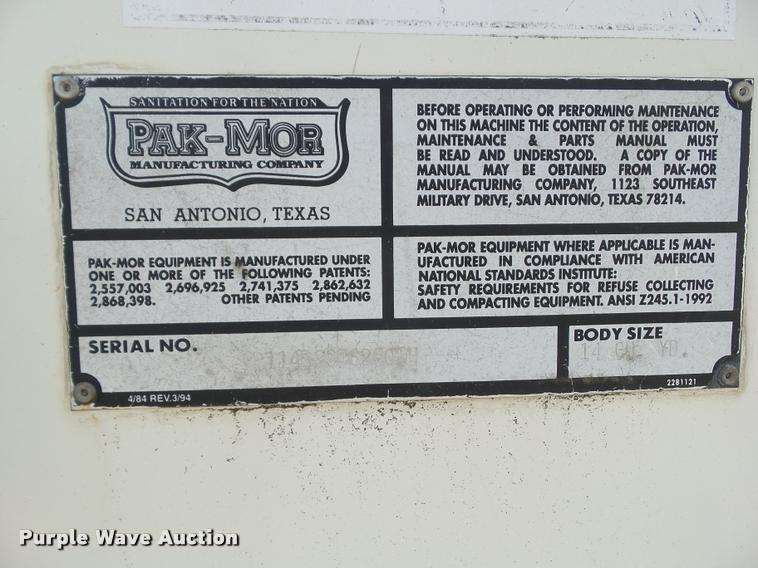 SANITATION FOR THE NATION
PAK-MOR
MANUFACTURING COMPANY
SAN ANTONIO, TEXAS
BEFORE OPERATING OR PERFORMING MAINTENANCE
ON THIS MACHINE THE CONTENT OF THE OPERATION,
MAINTENANCE & PARTS MANUAL MUST
BE READ AND UNDERSTOOD. A COPY OF THE
MANUAL MAY BE OBTAINED FROM PAK-MOR
MANUFACTURING COMPANY, 1123 SOUTHEAST
MILITARY DRIVE, SAN ANTONIO, TEXAS 78214.
PAK-MOR EQUIPMENT IS MANUFACTURED UNDER
ONE OR MORE OF THE FOLLOWING PATENTS:
2,557,003 2,696,925 2,741,375 2,862,632
2,868,398. OTHER PATENTS PENDING
PAK-MOR EQUIPMENT WHERE APPLICABLE IS MAN-
UFACTURED IN COMPLIANCE WITH AMERICAN
NATIONAL STANDARDS INSTITUTE:
SAFETY REQUIREMENTS FOR REFUSE COLLECTING
AND COMPACTING EQUIPMENT. ANSI Z245.1-1992
SERIAL NO.
BODY SIZE
14 CU. YD.
4/84 REV.3/94
2281121
Purple Wave Auction